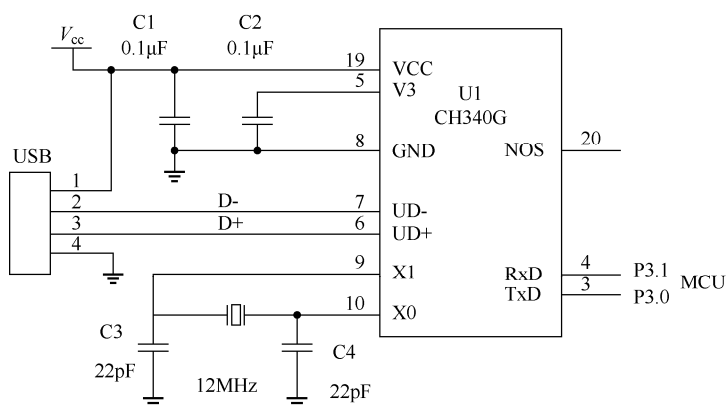 C1
C2
Vcc
0.1μF
0.1μF
19
VCC
5
V3
U1
CH340G
8
GND
NOS
20
USB
1
2
D-
7
UD-
3
D+
6
UD+
4
9
X1
RxD
4
P3.1
MCU
TxD
3
P3.0
10
X0
C3
C4
22pF
12MHz
22pF